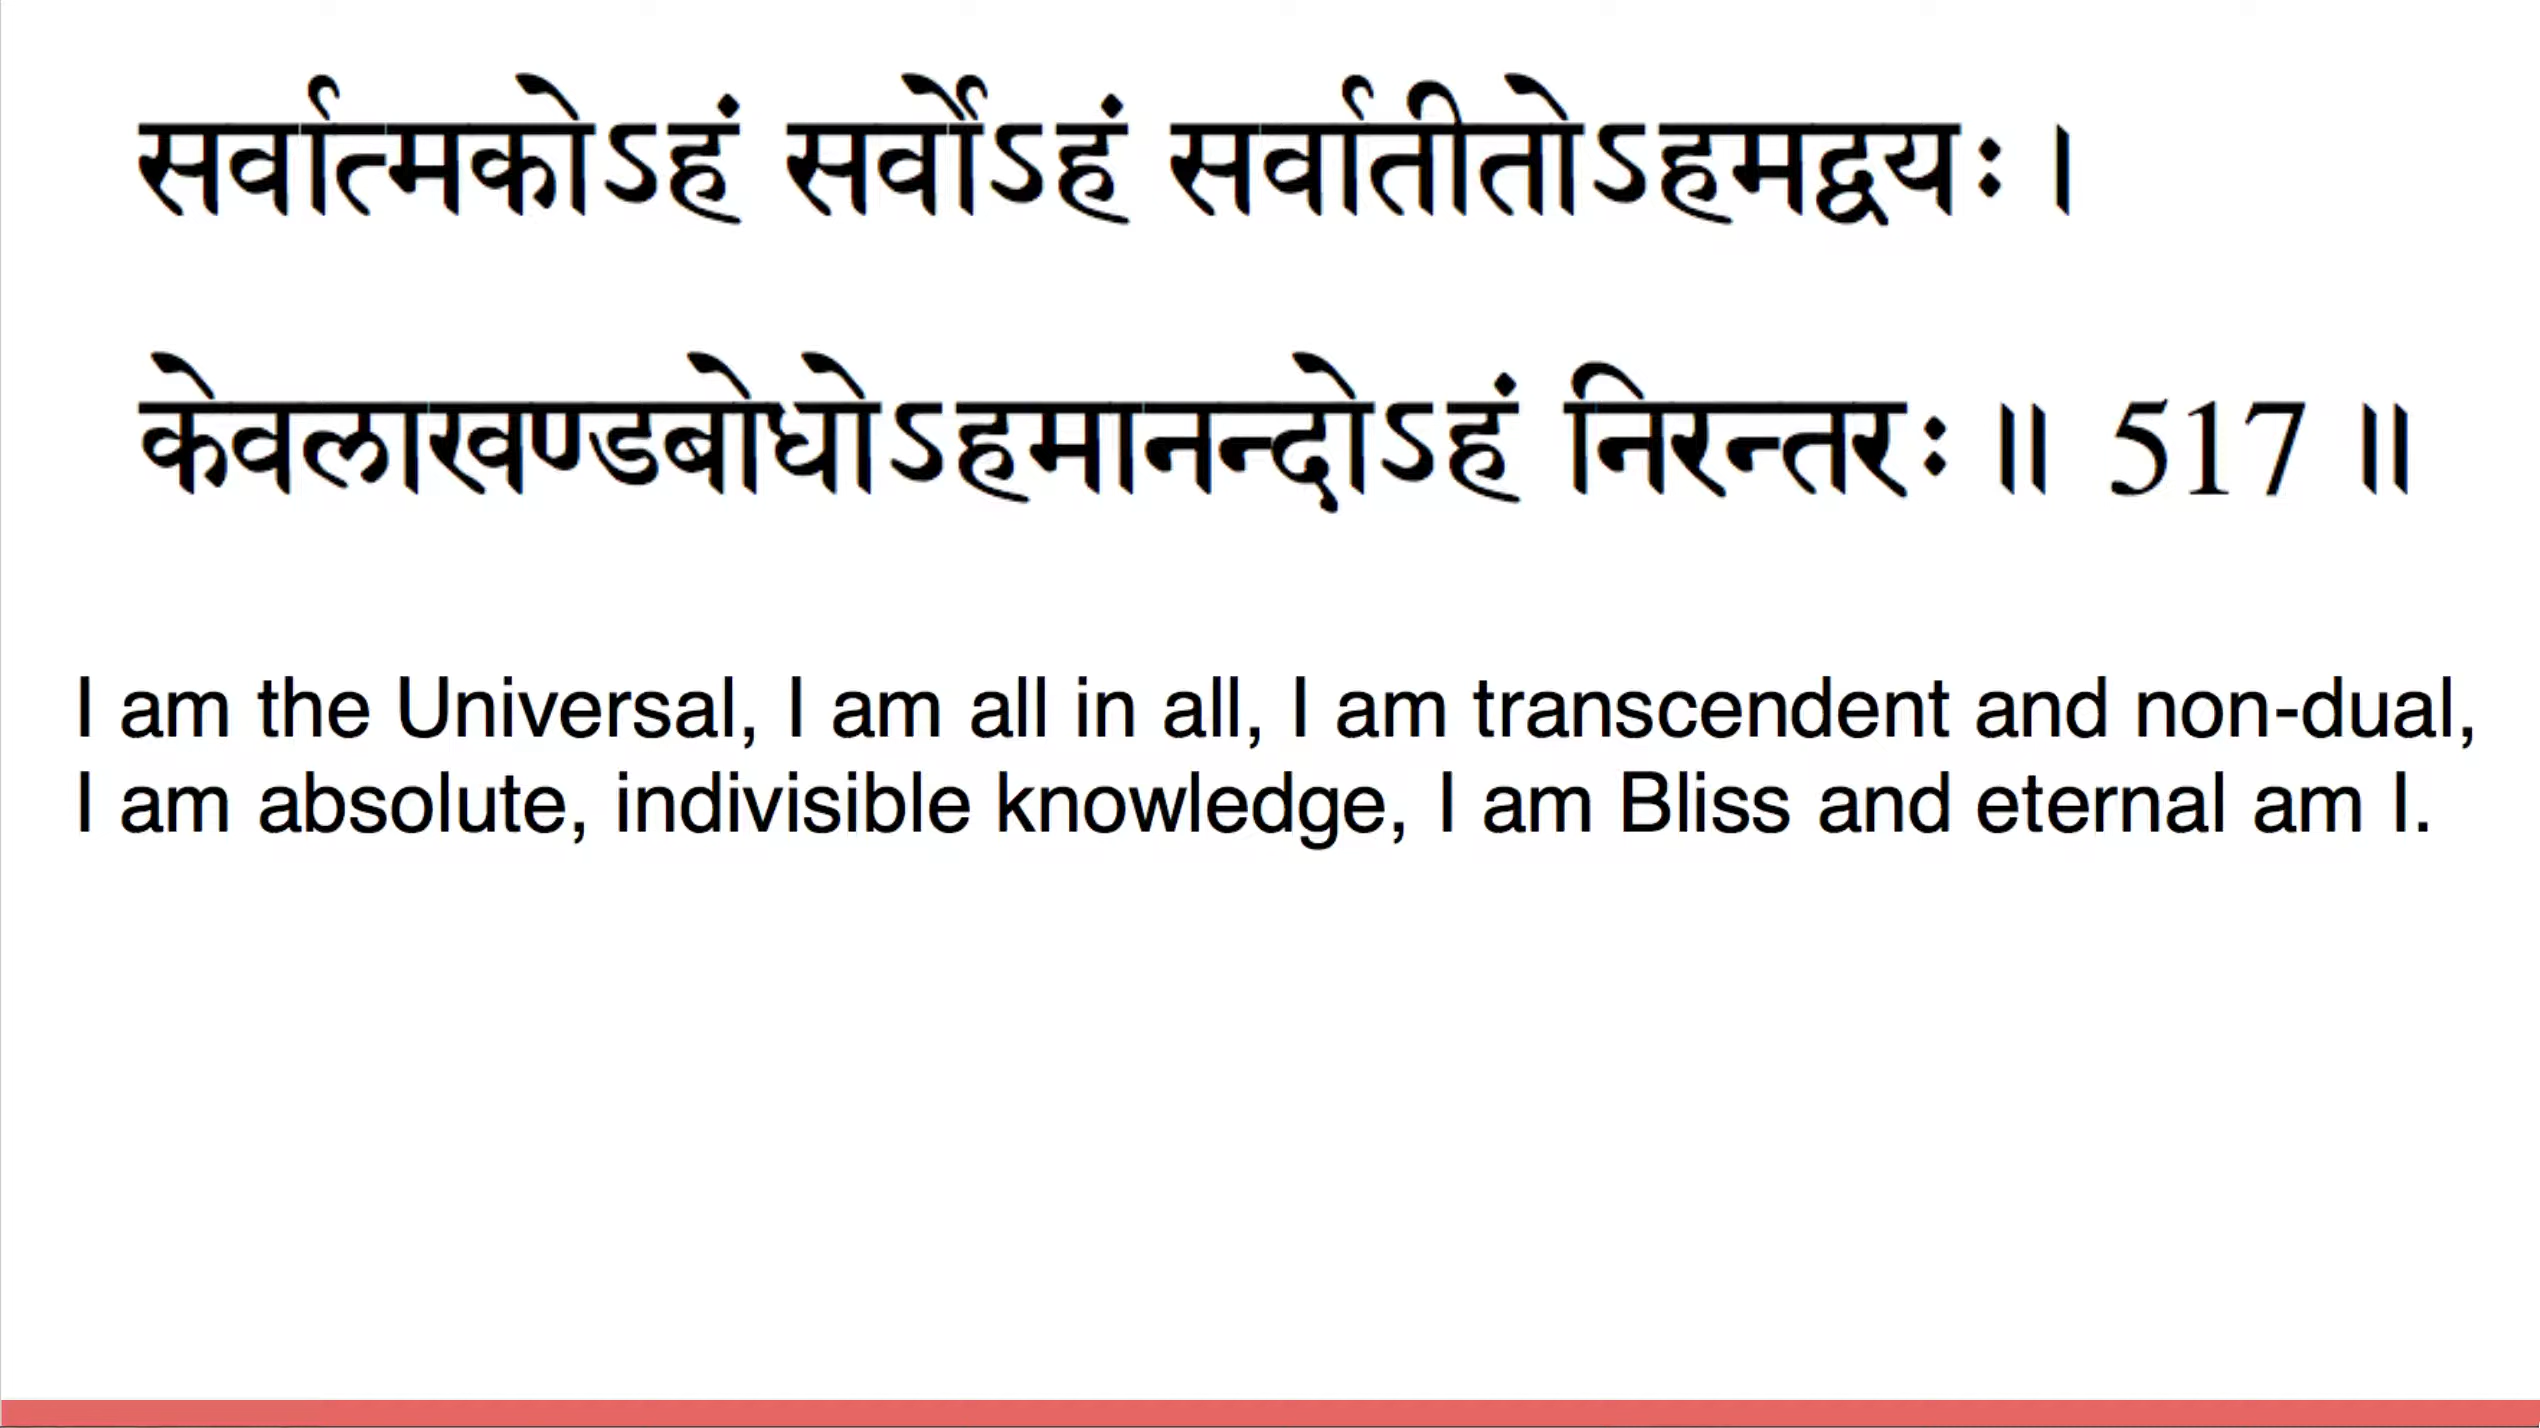 सर्वात्मकोऽहं सर्वोऽहं सर्वातीतोऽहमद्वयः ।
केवलाखण्डबोधोऽहमानन्दोऽहं निरन्तरः ॥ 517 ॥
I am the Universal, I am all in all, I am transcendent and non-dual,
I am absolute, indivisible knowledge, I am Bliss and eternal am I.